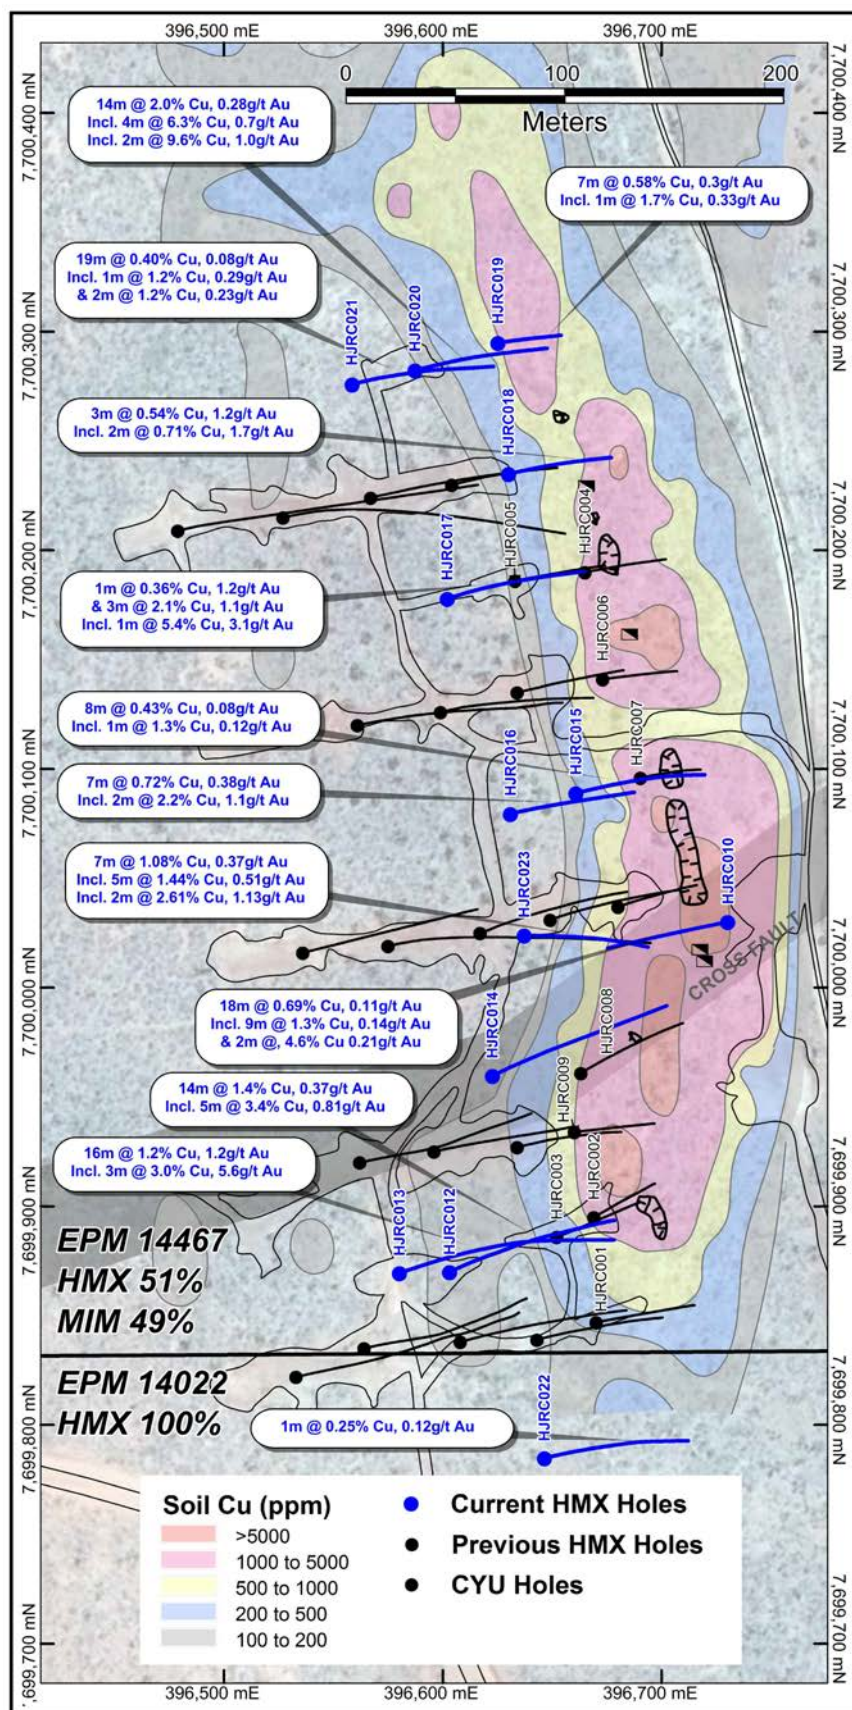 396,500 mE
396,600 mE
396,700 mE
0
100
200
Meters
7,700,400 mN
7,700,400 mN
14m @ 2.0% Cu, 0.28g/t Au
Incl. 4m @ 6.3% Cu, 0.7g/t Au
Incl. 2m @ 9.6% Cu, 1.0g/t Au
7m @ 0.58% Cu, 0.3g/t Au
Incl. 1m @ 1.7% Cu, 0.33g/t Au
19m @ 0.40% Cu, 0.08g/t Au
Incl. 1m @ 1.2% Cu, 0.29g/t Au
& 2m @ 1.2% Cu, 0.23g/t Au
HJRC021
HJRC020
HJRC019
7,700,300 mN
7,700,300 mN
3m @ 0.54% Cu, 1.2g/t Au
Incl. 2m @ 0.71% Cu, 1.7g/t Au
HJRC018
HJRC017
HJRC005
HJRC004
7,700,200 mN
7,700,200 mN
1m @ 0.36% Cu, 1.2g/t Au
& 3m @ 2.1% Cu, 1.1g/t Au
Incl. 1m @ 5.4% Cu, 3.1g/t Au
HJRC006
8m @ 0.43% Cu, 0.08g/t Au
Incl. 1m @ 1.3% Cu, 0.12g/t Au
HJRC016
HJRC015
HJRC007
7,700,100 mN
7,700,100 mN
7m @ 0.72% Cu, 0.38g/t Au
Incl. 2m @ 2.2% Cu, 1.1g/t Au
7m @ 1.08% Cu, 0.37g/t Au
Incl. 5m @ 1.44% Cu, 0.51g/t Au
Incl. 2m @ 2.61% Cu, 1.13g/t Au
HJRC023
HJRC010
CROSS FAULT
7,700,000 mN
7,700,000 mN
18m @ 0.69% Cu, 0.11g/t Au
Incl. 9m @ 1.3% Cu, 0.14g/t Au
& 2m @, 4.6% Cu 0.21g/t Au
HJRC014
HJRC008
HJRC009
14m @ 1.4% Cu, 0.37g/t Au
Incl. 5m @ 3.4% Cu, 0.81g/t Au
16m @ 1.2% Cu, 1.2g/t Au
Incl. 3m @ 3.0% Cu, 5.6g/t Au
HJRC013
HJRC012
HJRC003
HJRC002
7,699,900 mN
7,699,900 mN
HJRC001
EPM 14467
HMX 51%
MIM 49%
EPM 14022
HMX 100%
HJRC022
1m @ 0.25% Cu, 0.12g/t Au
7,699,800 mN
7,699,800 mN
Soil Cu (ppm)
>5000
1000 to 5000
500 to 1000
200 to 500
100 to 200
Current HMX Holes
Previous HMX Holes
CYU Holes
7,699,700 mN
7,699,700 mN
396,500 mE
396,600 mE
396,700 mE